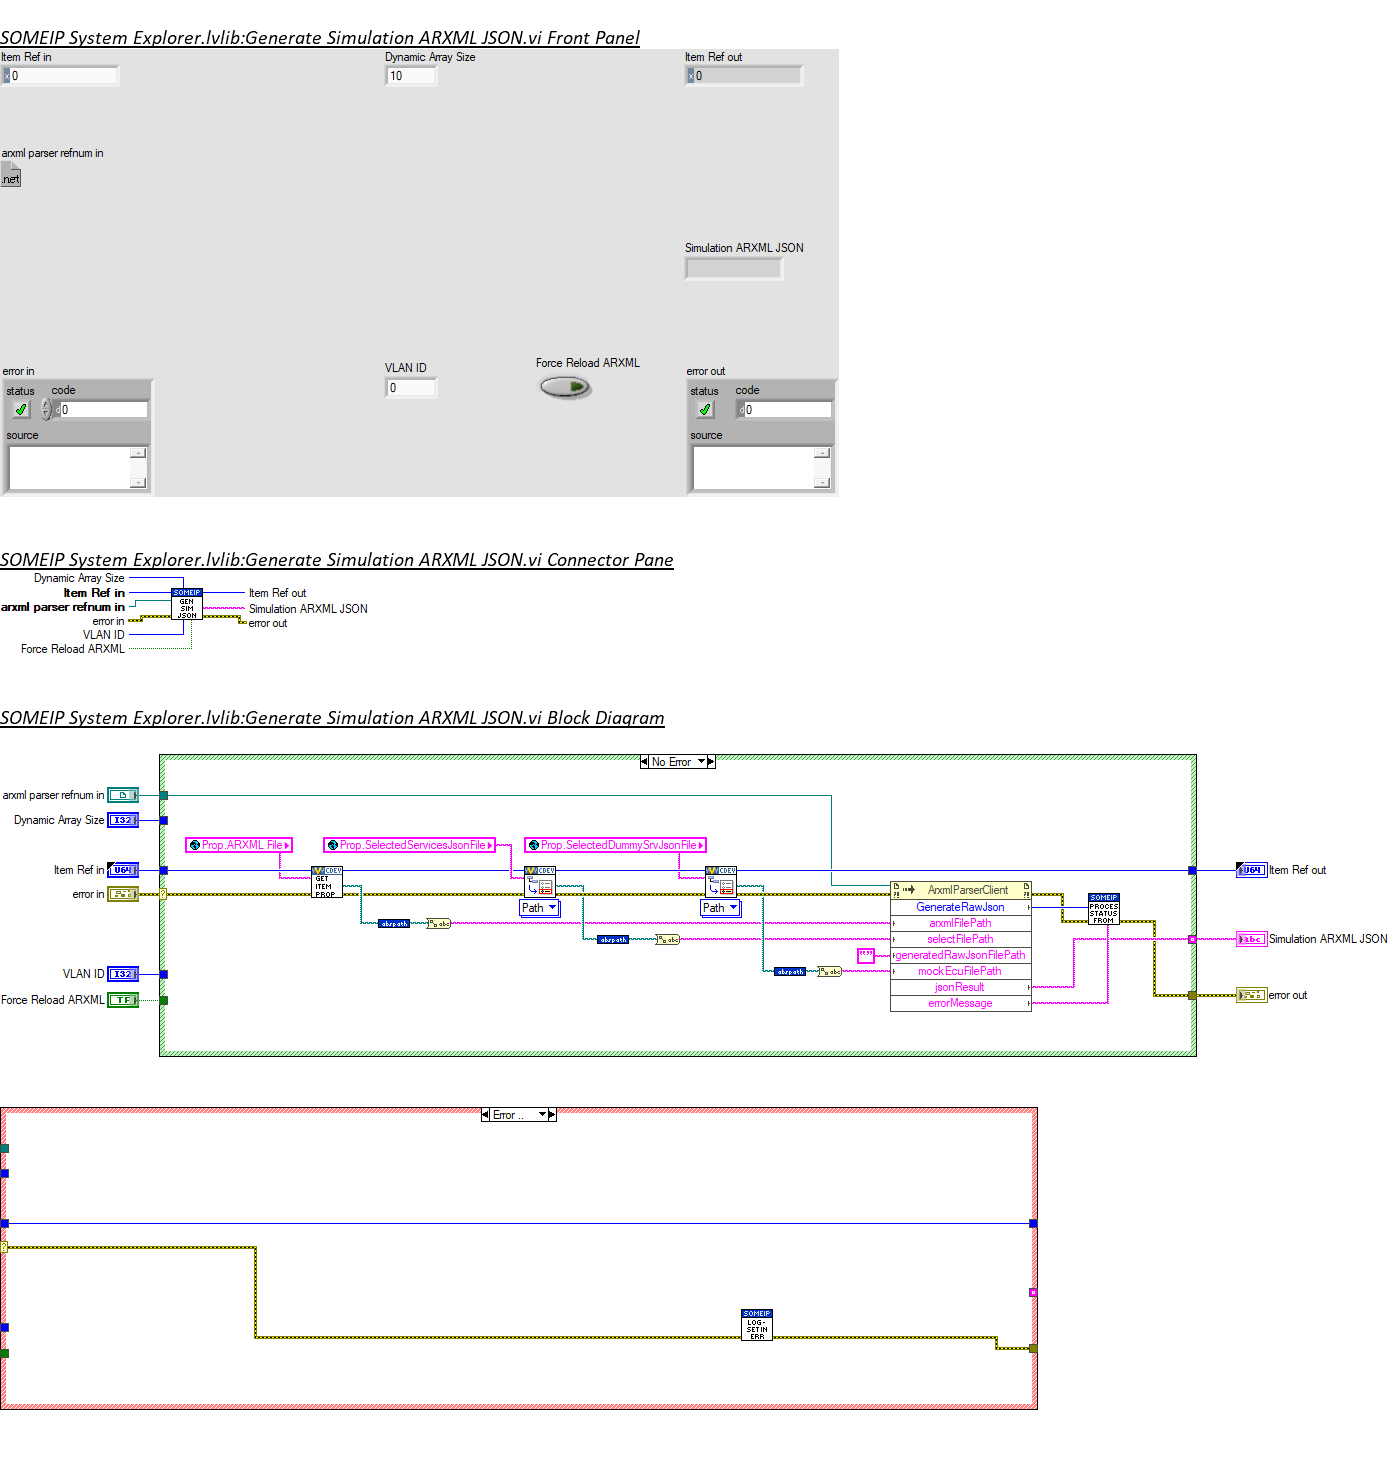 SOMEIP System Explorer.lvlib:Generate Simulation ARXML JSON.vi Front Panel
Item Ref in
Dynamic Array Size
Item Ref out
x 0
10
x 0
arxml parser refnum in
.net
Simulation ARXML JSON
Force Reload ARXML
VLAN ID
error in
error out
0
status
code
status
code
d 0
d 0
source
source
SOMEIP System Explorer.lvlib:Generate Simulation ARXML JSON.vi Connector Pane
Dynamic Array Size
Item Ref in
Item Ref out
arxml parser refnum in
Simulation ARXML JSON
error in
error out
VLAN ID
Force Reload ARXML
SOMEIP
GEN
SIM
JSON
SOMEIP System Explorer.lvlib:Generate Simulation ARXML JSON.vi Block Diagram
No Error
arxml parser refnum in
Dynamic Array Size
I32
Prop.ARXML File
Prop.SelectedServicesJsonFile
Prop.SelectedDummySrvJsonFile
Item Ref in
U64
CDEV
GET
ITEM
PROP
CDEV
CDEV
U64
Item Ref out
error in
Path
Path
ArxmlParserClient
GenerateRawJson
arxmlFilePath
selectFilePath
generatedRawJsonFilePath
mockEcuFilePath
jsonResult
errorMessage
SOMEIP
PROCES
STATUS
FROM
abspath
abc
abspath
abc
""
abspath
abc
abc
Simulation ARXML JSON
VLAN ID
I32
Force Reload ARXML
TF
error out
Error ..
?
SOMEIP
LOG-
SETIN
ERR